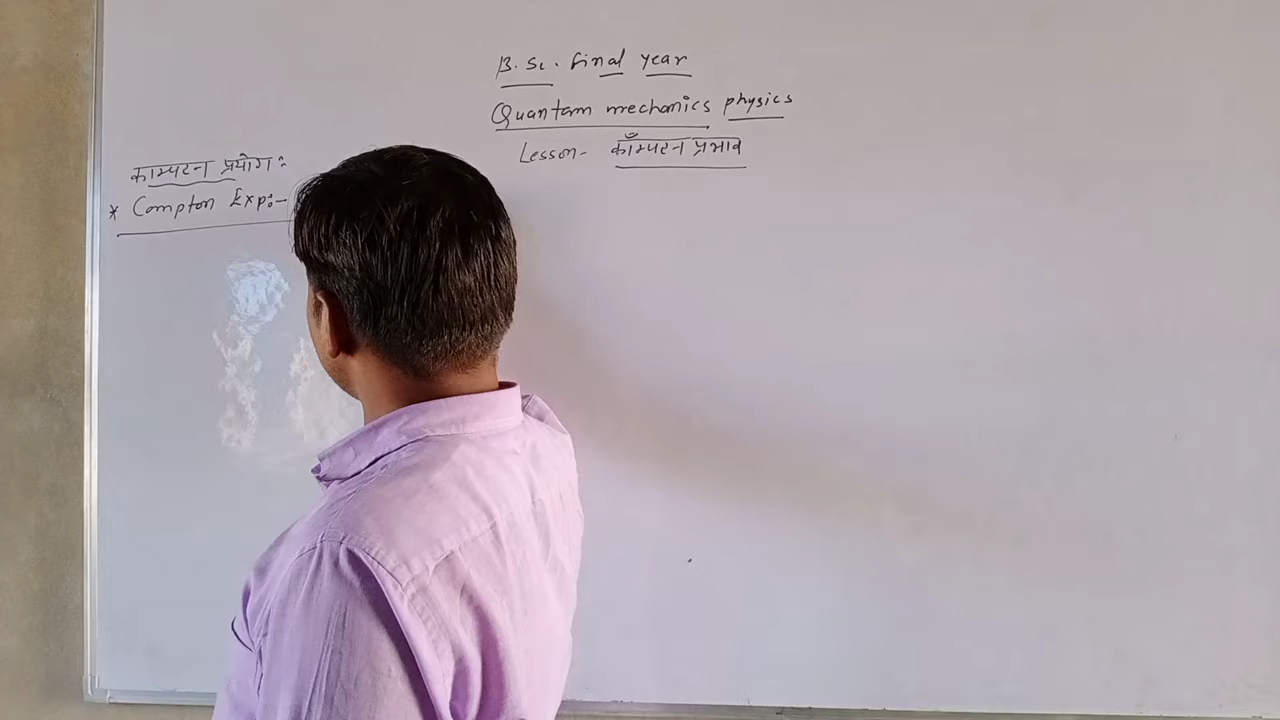 B.Sc. final year
Quantam mechanics physics
Lesson- कॉम्पटन प्रभाव
काम्पटन प्रयोग:
* Compton Exp:-